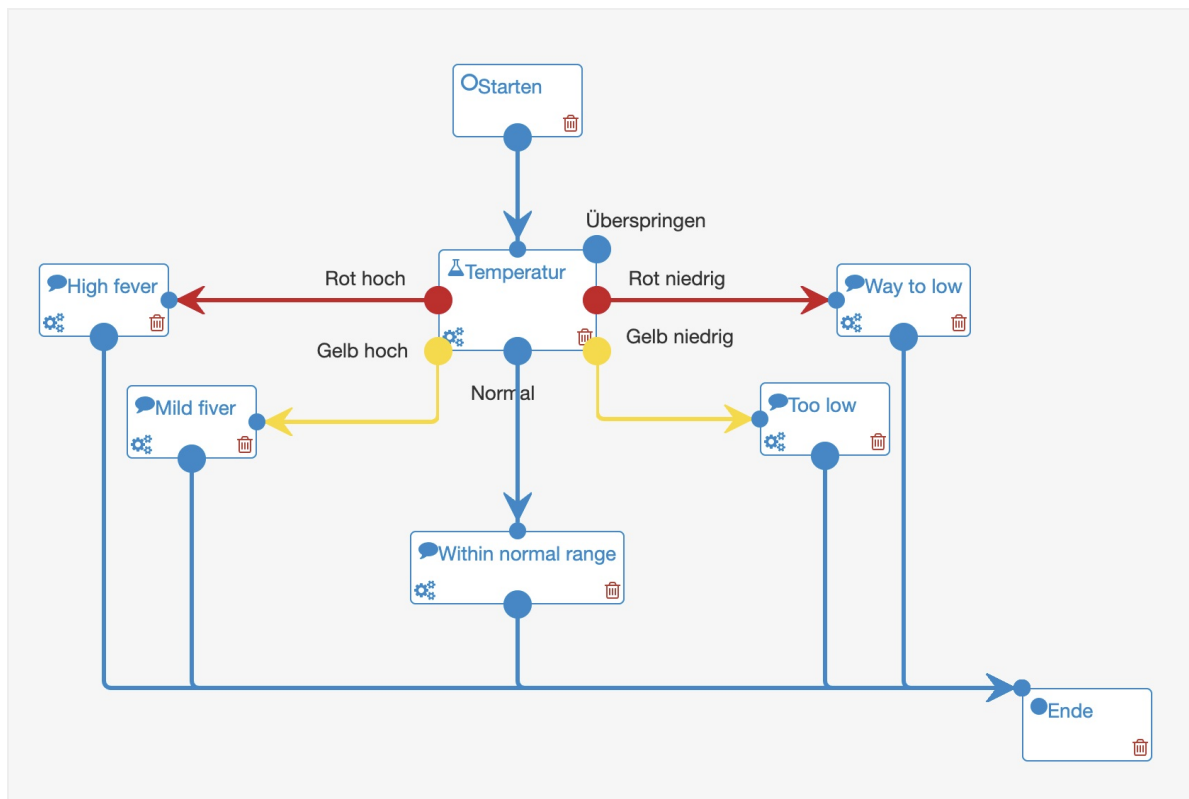 Starten
Überspringen
Temperatur
Rot hoch
Rot niedrig
High fever
Way to low
Gelb hoch
Gelb niedrig
Normal
Mild fiver
Too low
Within normal range
Ende